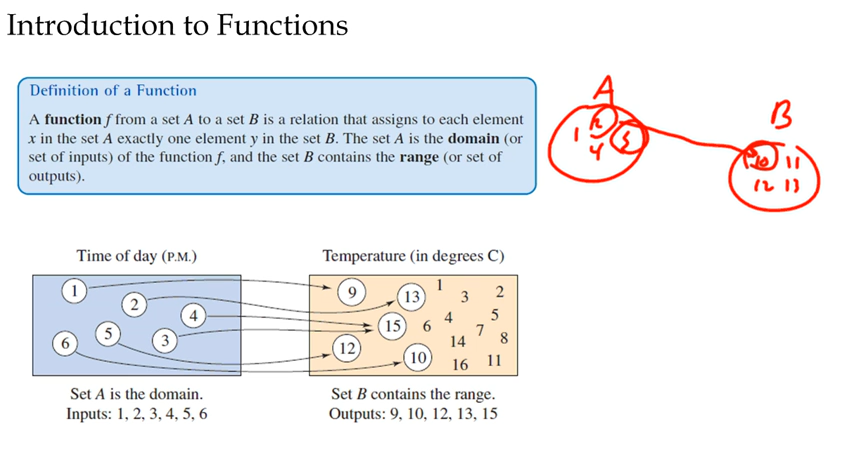 Introduction to Functions
Definition of a Function
A function f from a set A to a set B is a relation that assigns to each element
x in the set A exactly one element y in the set B. The set A is the domain (or
set of inputs) of the function f, and the set B contains the range (or set of
outputs).
A
1 2
4 3
B
10 11
12 13
Time of day (P.M.)
1
2
4
5
6
3
Temperature (in degrees C)
9 13 1 3 2
15 6 4 7 5
12 14 8
10 16 11
Set A is the domain.
Inputs: 1, 2, 3, 4, 5, 6
Set B contains the range.
Outputs: 9, 10, 12, 13, 15